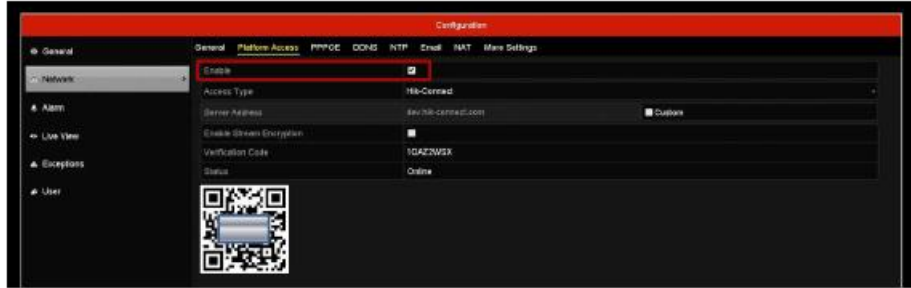 Configuration
General
General Platform Access PPPOE DDNS NTP Email NAT More Settings
Enable
Network
Access Type Hik-Connect
Alarm
Server Address dev.hik-connect.com Custom
Live View
Enable Stream Encryption
Verification Code 1QAZ2WSX
Exceptions
Status Online
User